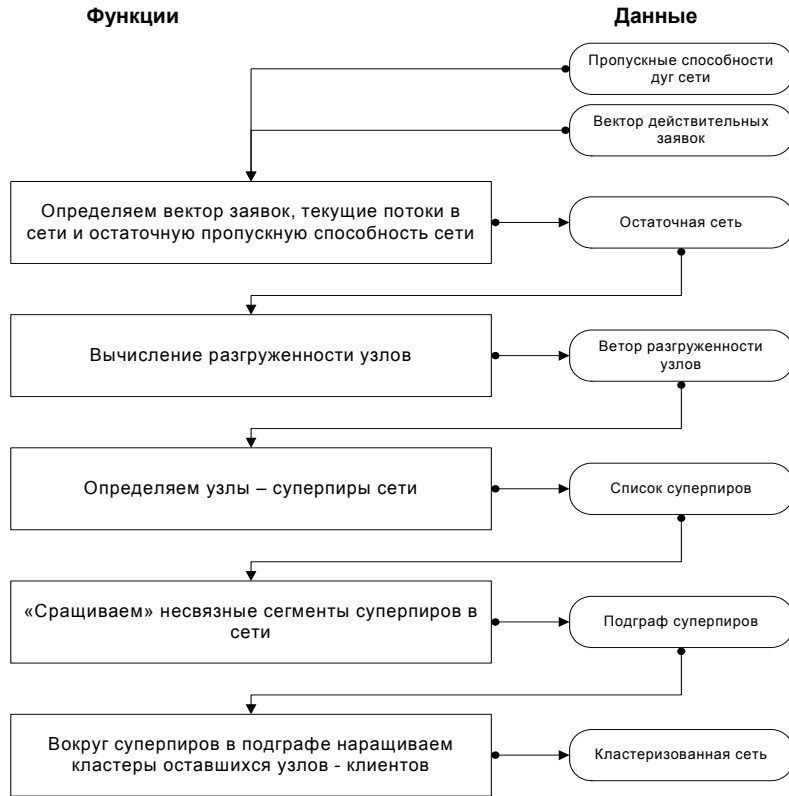 Функции
Данные
Пропускные способности
дуг сети
Вектор действительных
заявок
Определяем вектор заявок, текущие потоки в
сети и остаточную пропускную способность сети
Остаточная сеть
Вычисление разгруженности узлов
Ветор разгруженности
узлов
Определяем узлы – суперпиры сети
Список суперпиров
«Сращиваем» несвязные сегменты суперпиров в
сети
Подграф суперпиров
Вокруг суперпиров в подграфе наращиваем
кластеры оставшихся узлов - клиентов
Кластеризованная сеть